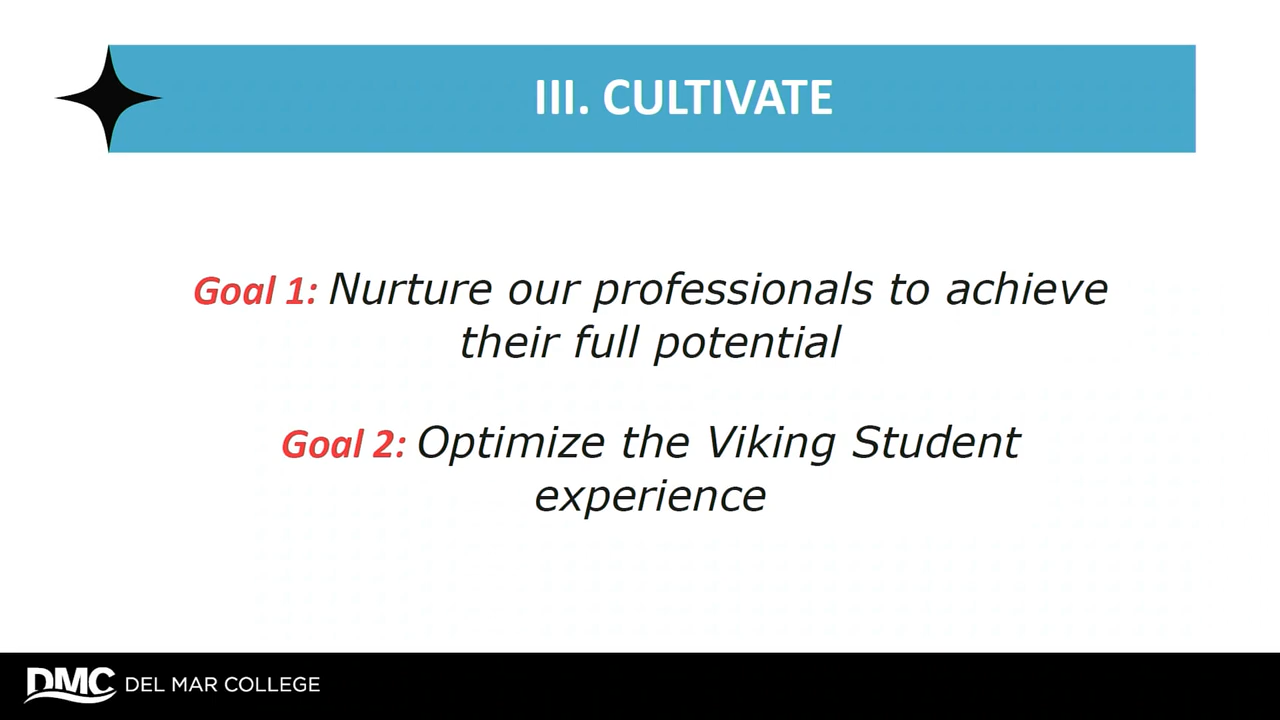 III. CULTIVATE
Goal 1: Nurture our professionals to achieve
their full potential
Goal 2: Optimize the Viking Student
experience
DMC DEL MAR COLLEGE